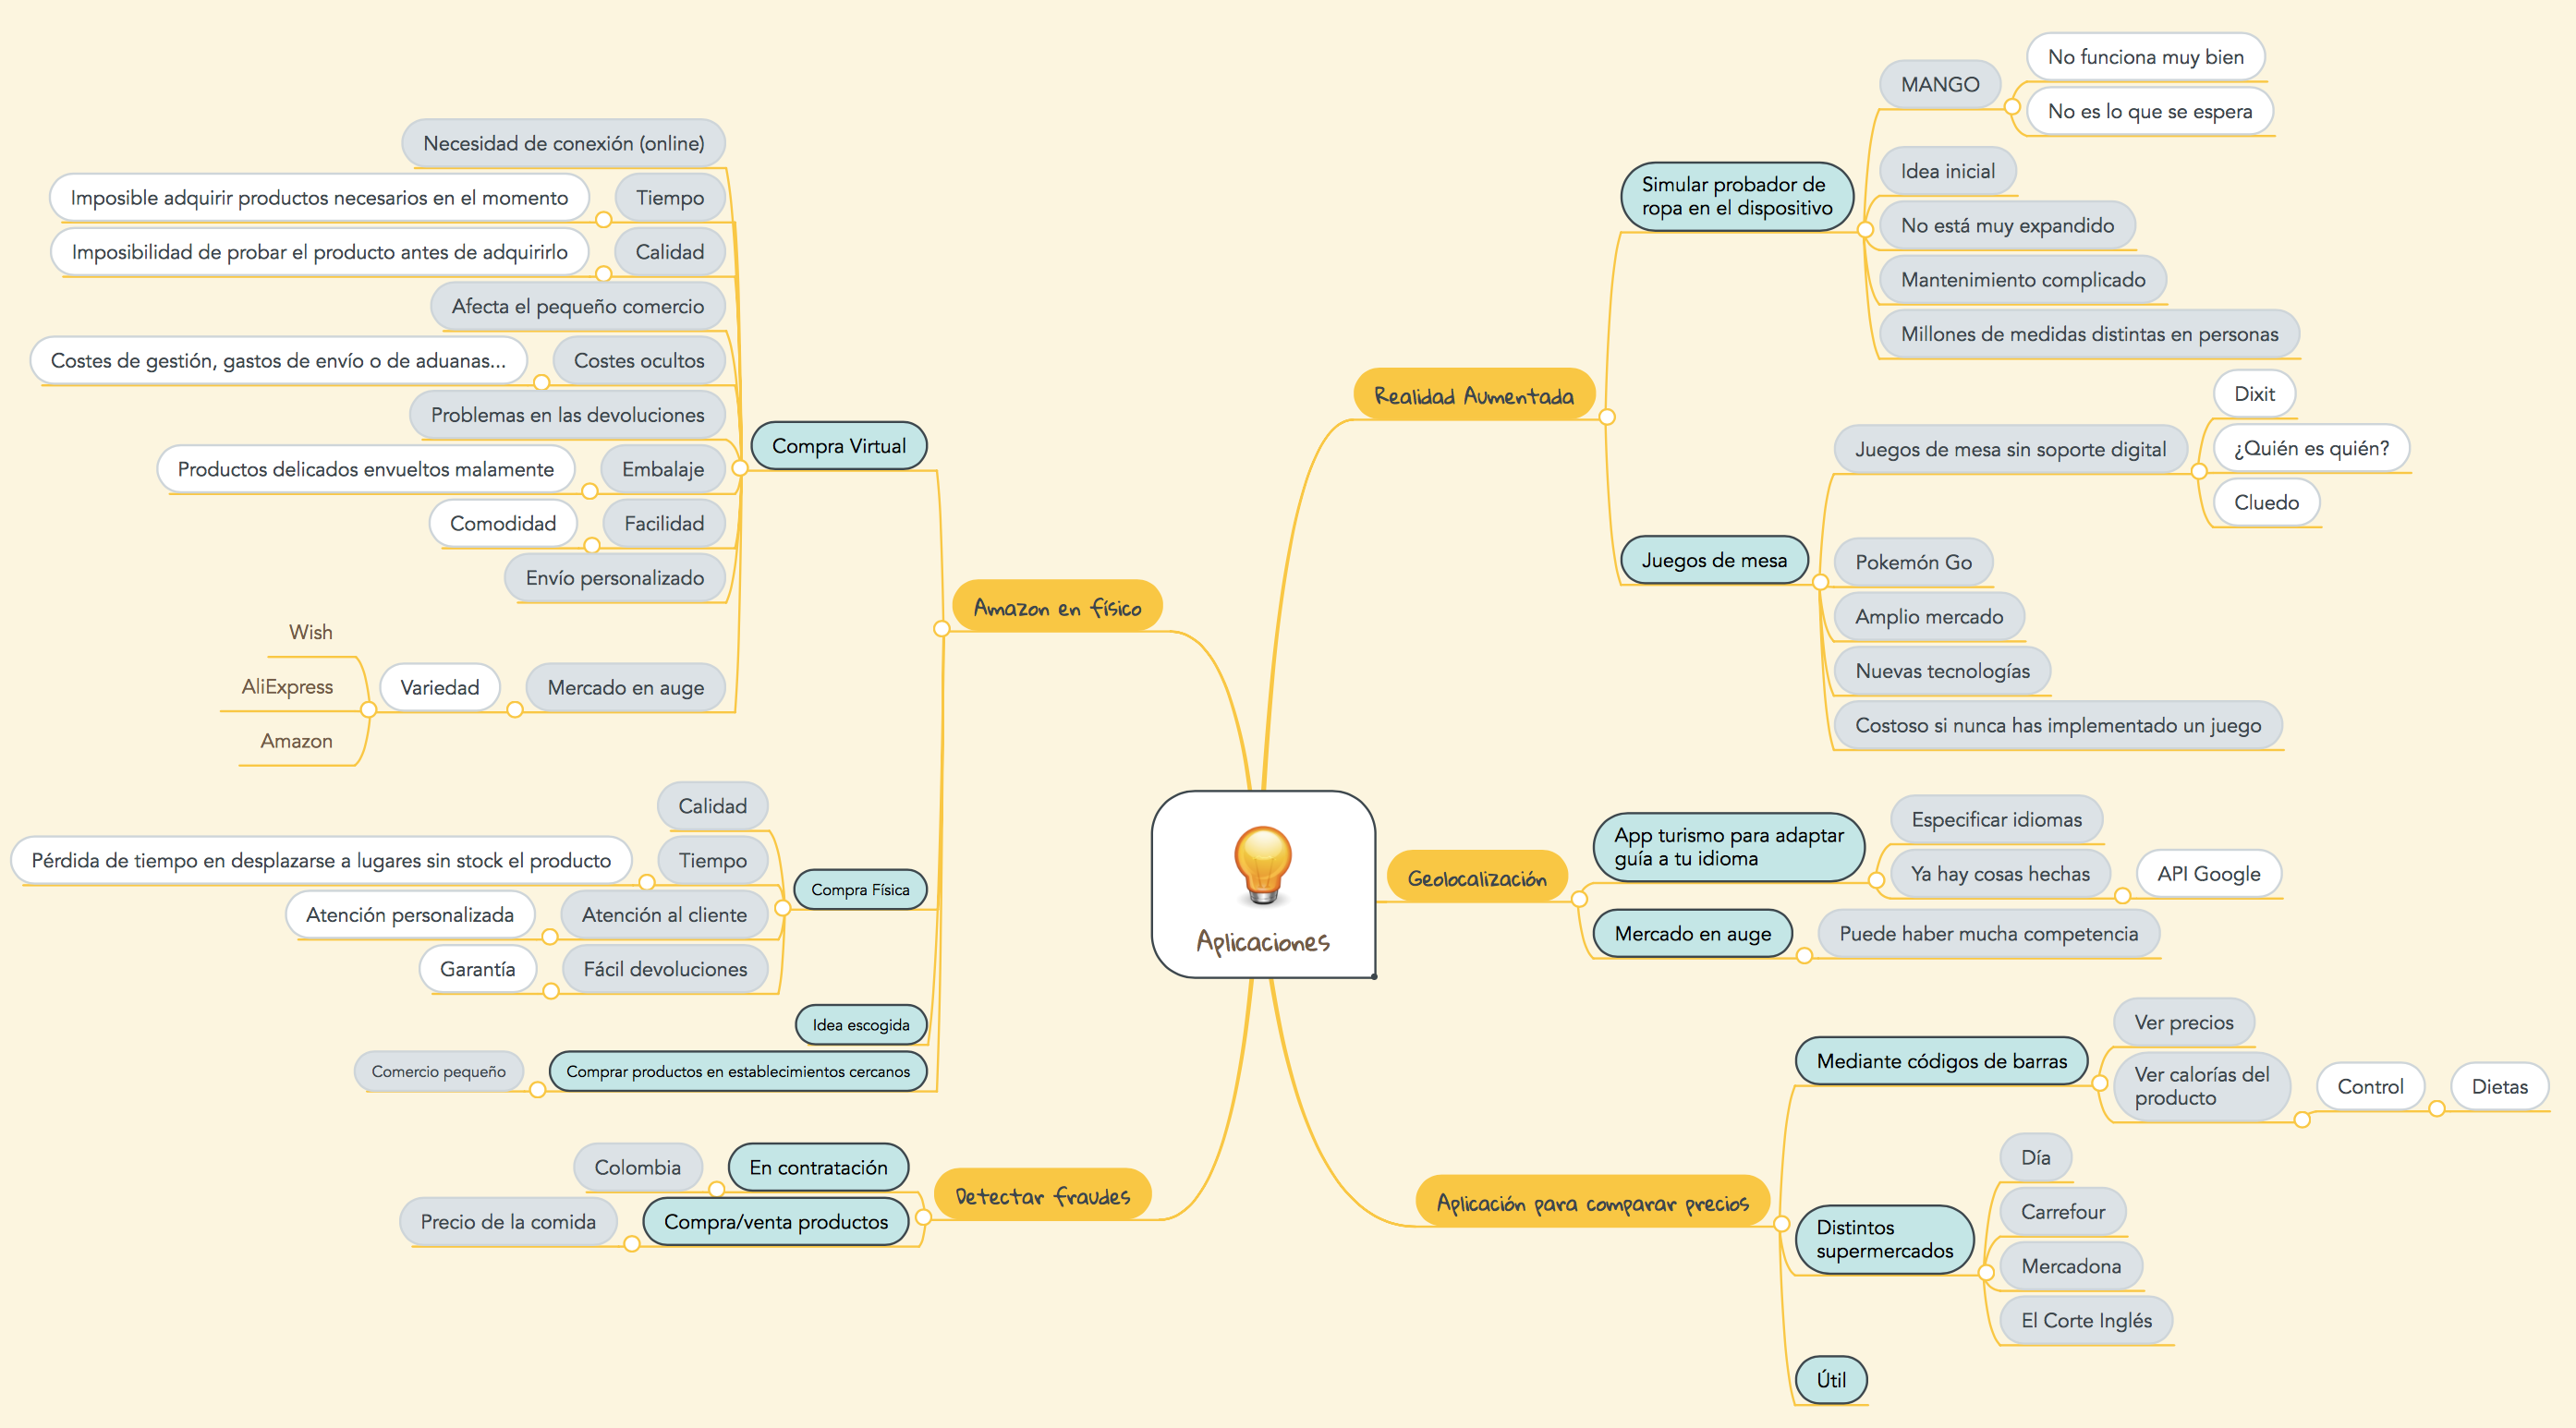 Aplicaciones
Realidad Aumentada
Simular probador de
ropa en el dispositivo
MANGO
No funciona muy bien
No es lo que se espera
Idea inicial
No está muy expandido
Mantenimiento complicado
Millones de medidas distintas en personas
Juegos de mesa
Juegos de mesa sin soporte digital
Dixit
¿Quién es quién?
Cluedo
Pokemón Go
Amplio mercado
Nuevas tecnologías
Costoso si nunca has implementado un juego
Geolocalización
App turismo para adaptar
guía a tu idioma
Especificar idiomas
Ya hay cosas hechas
API Google
Mercado en auge
Puede haber mucha competencia
Aplicación para comparar precios
Mediante códigos de barras
Ver precios
Ver calorías del
producto
Control
Dietas
Distintos
supermercados
Día
Carrefour
Mercadona
El Corte Inglés
Útil
Amazon en físico
Compra Virtual
Necesidad de conexión (online)
Tiempo
Imposible adquirir productos necesarios en el momento
Calidad
Imposibilidad de probar el producto antes de adquirirlo
Afecta el pequeño comercio
Costes ocultos
Costes de gestión, gastos de envío o de aduanas...
Problemas en las devoluciones
Embalaje
Productos delicados envueltos malamente
Facilidad
Comodidad
Envío personalizado
Mercado en auge
Variedad
Wish
AliExpress
Amazon
Compra Física
Calidad
Tiempo
Pérdida de tiempo en desplazarse a lugares sin stock el producto
Atención al cliente
Atención personalizada
Fácil devoluciones
Garantía
Idea escogida
Comprar productos en establecimientos cercanos
Comercio pequeño
Detectar fraudes
En contratación
Colombia
Compra/venta productos
Precio de la comida